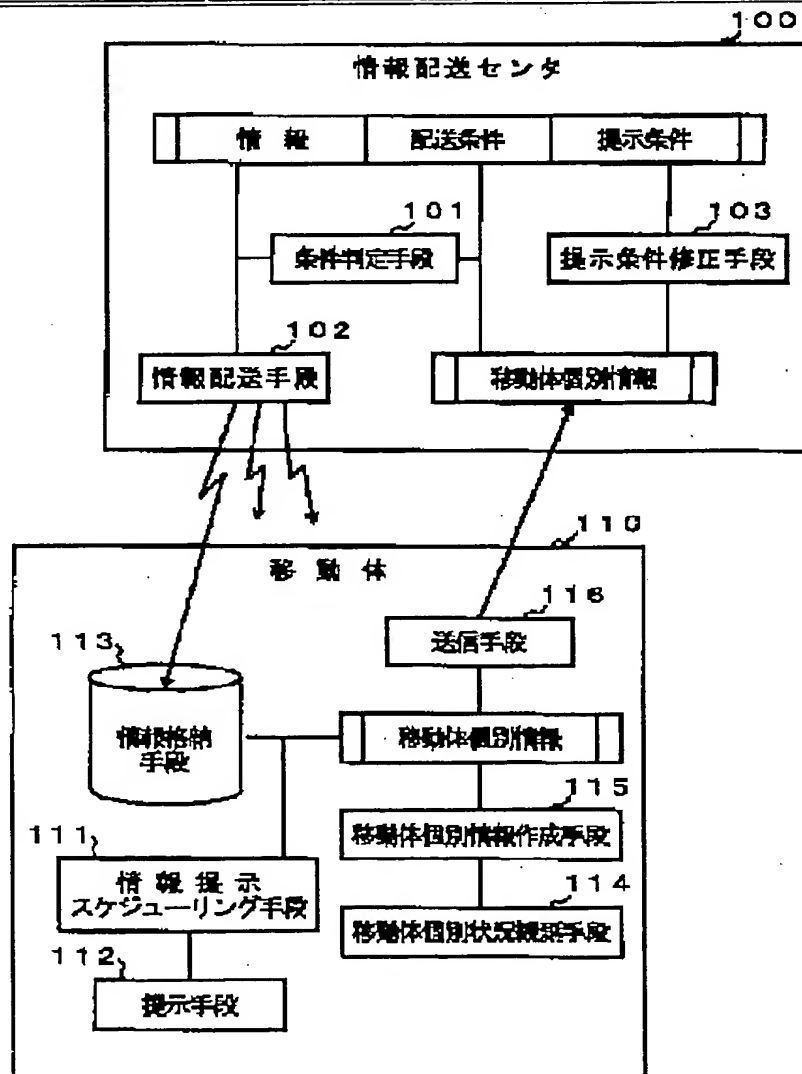 100
情報配送センタ
情報
配送条件
提示条件
101
条件判定手段
103
提示条件修正手段
102
情報配送手段
移動体個別情報
110
移動体
116
送信手段
113
情報格納
手段
移動体個別情報
115
移動体個別情報作成手段
111
情報提示
スケジューリング手段
114
移動体個別状況観測手段
112
提示手段